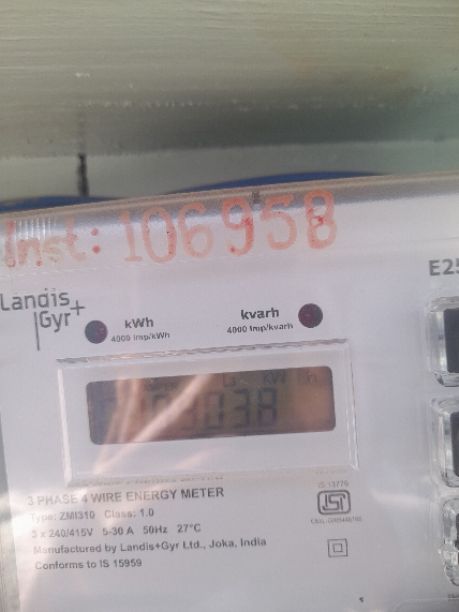 Inst: 106958
E25
Landis
|Gyr+
kWh
4000 Imp/kWh
kvarh
4000 Imp/kvarh
3 PHASE 4 WIRE ENERGY METER
IS 13779
Type: ZMI310 Class: 1.0
3 x 240/415V 5-30 A 50Hz 27°C
Manufactured by Landis+Gyr Ltd., Joka, India
Conforms to IS 15959